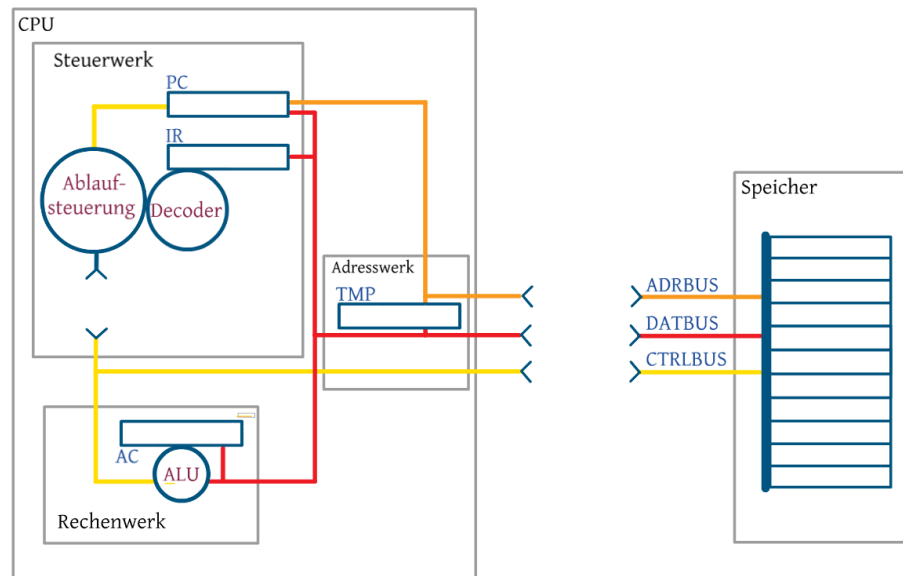 CPU
Steuerwerk
PC
IR
Ablauf-
steuerung
Decoder
Adresswerk
TMP
AC
ALU
Rechenwerk
Speicher
ADRBUS
DATBUS
CTRLBUS